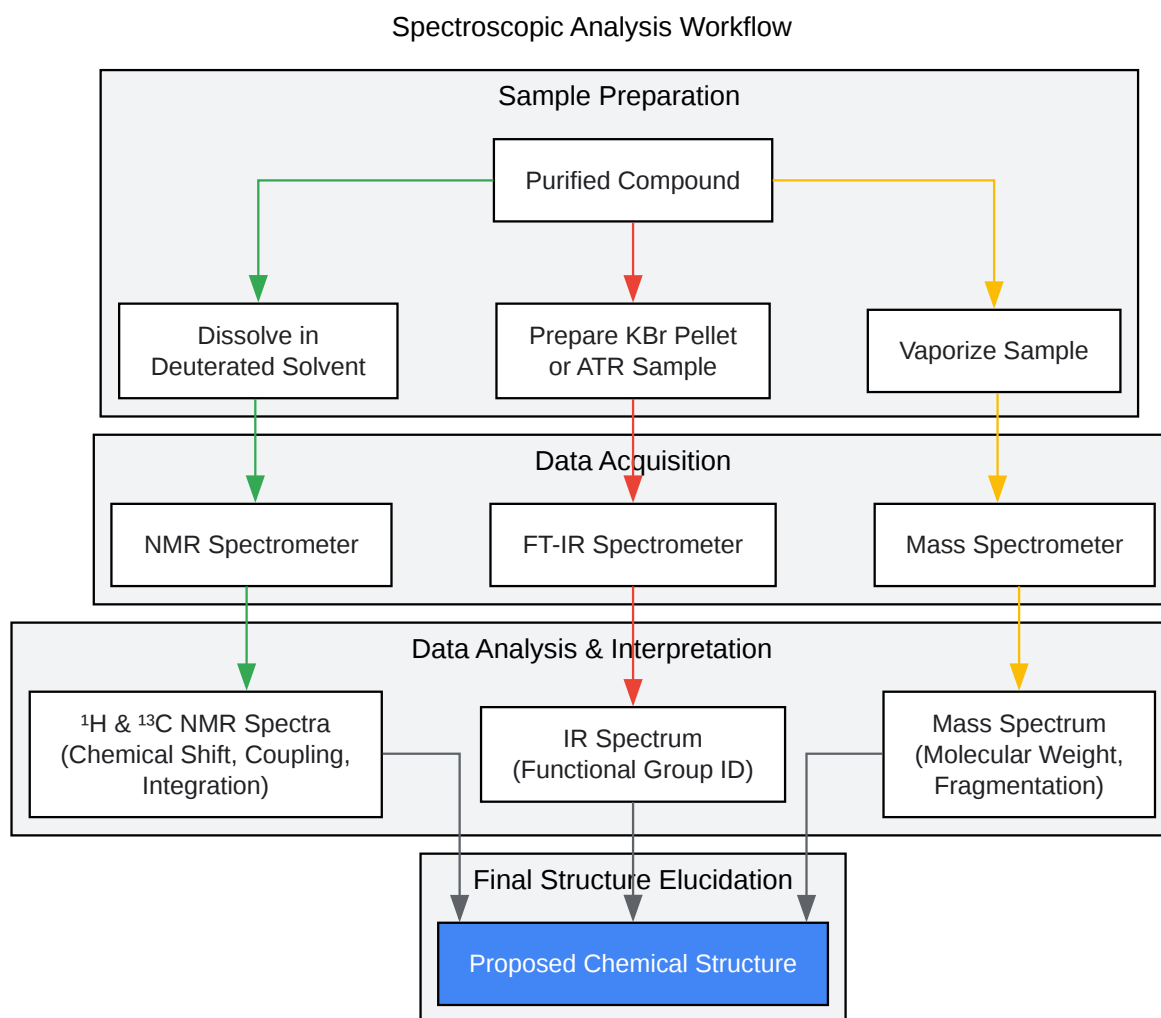 Spectroscopic Analysis Workflow
Sample Preparation
Purified Compound
Dissolve in
Deuterated Solvent
Prepare KBr Pellet
or ATR Sample
Vaporize Sample
Data Acquisition
NMR Spectrometer
FT-IR Spectrometer
Mass Spectrometer
Data Analysis & Interpretation
¹H & ¹³C NMR Spectra
(Chemical Shift, Coupling,
Integration)
IR Spectrum
(Functional Group ID)
Mass Spectrum
(Molecular Weight,
Fragmentation)
Final Structure Elucidation
Proposed Chemical Structure